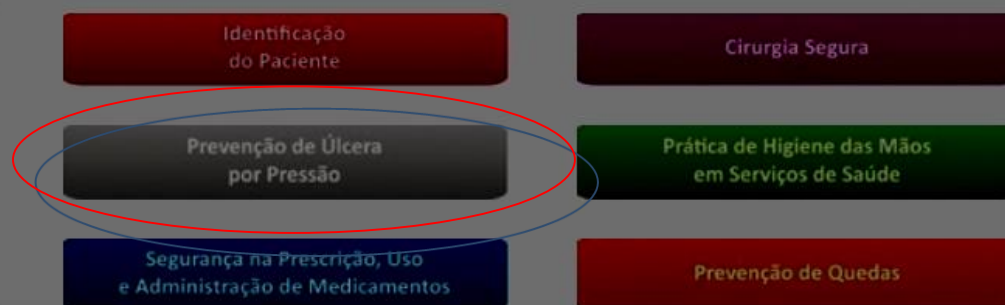 Identificação
do Paciente
Cirurgia Segura
Prevenção de Úlcera
por Pressão
Prática de Higiene das Mãos
em Serviços de Saúde
Segurança na Prescrição, Uso
e Administração de Medicamentos
Prevenção de Quedas